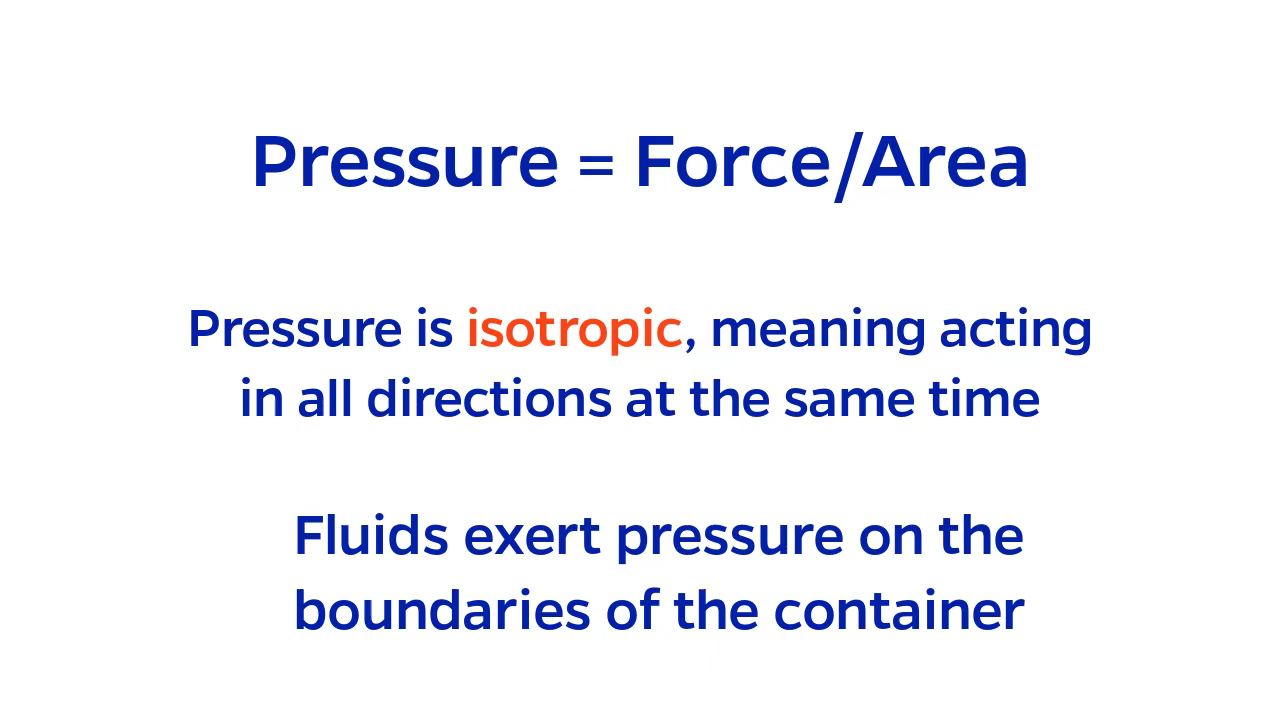 Pressure = Force/Area
Pressure is isotropic, meaning acting
in all directions at the same time
Fluids exert pressure on the
boundaries of the container